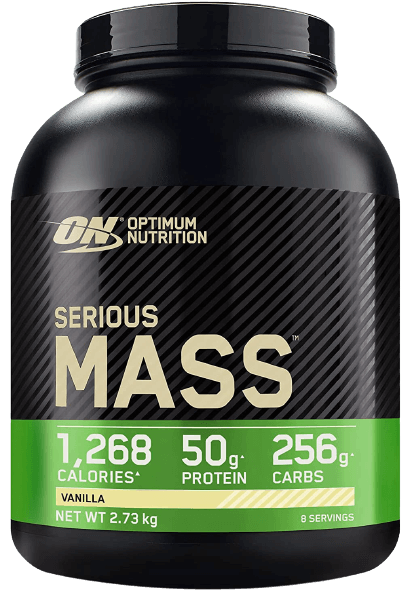 ON® OPTIMUM
NUTRITION
SERIOUS
MASS™
1,268 50g▲ 256g▲
CALORIES▲ PROTEIN CARBS
VANILLA
NET WT 2.73 kg 8 SERVINGS